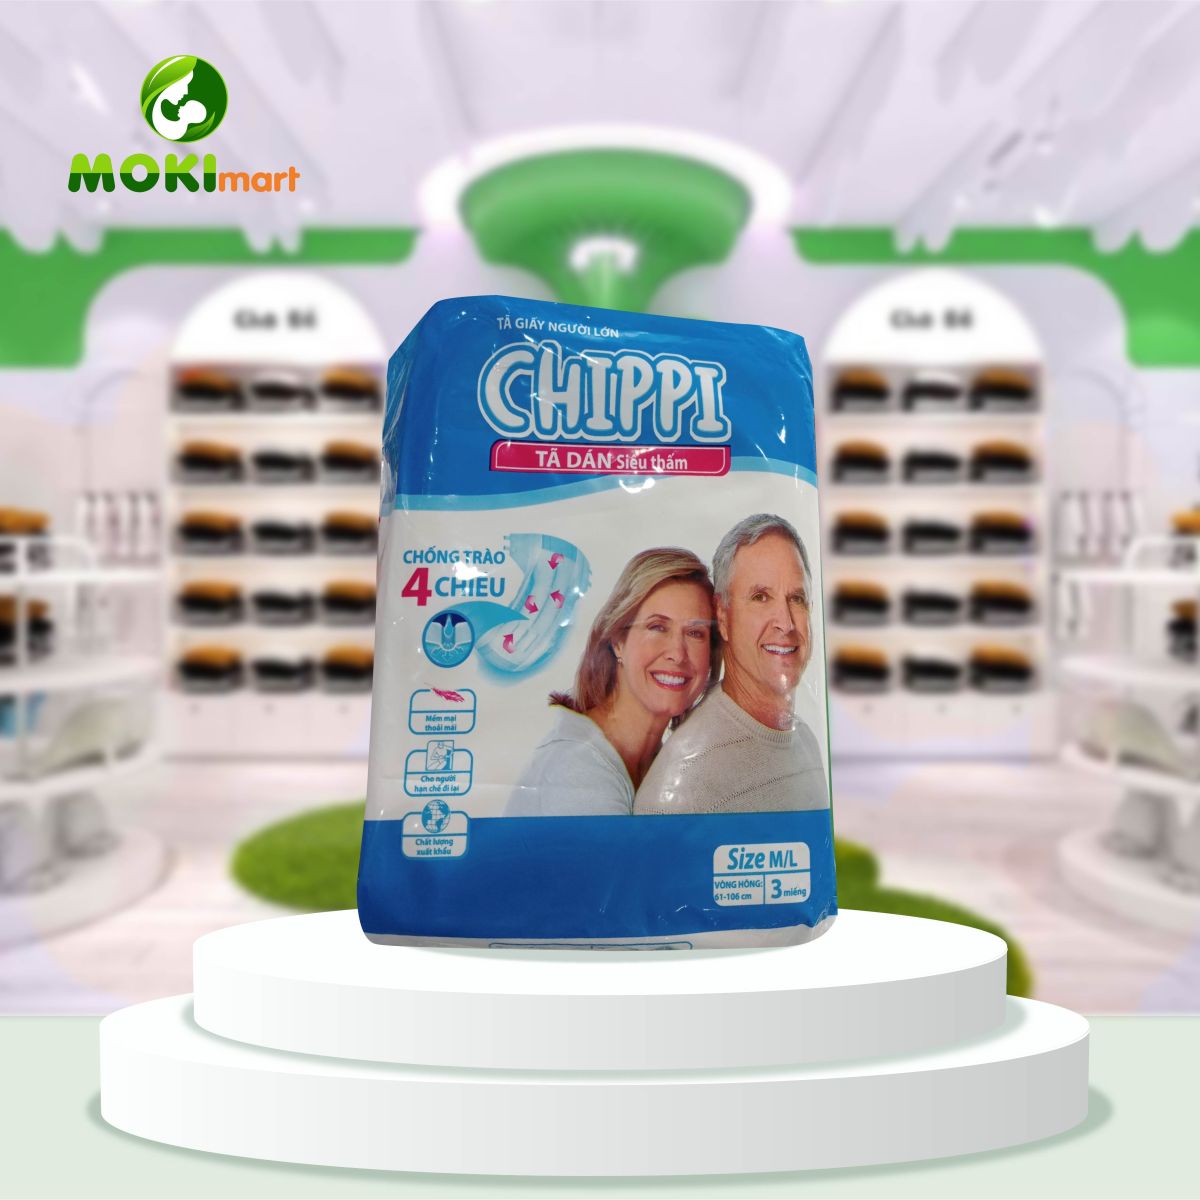 MOKImart
TÃ GIẤY NGƯỜI LỚN
CHIPPI
TÃ DÁN Siêu thấm
CHỐNG TRÀO
4 CHIỀU
Mềm mại
thoải mái
Cho người
hạn chế đi lại
Chất lượng
xuất khẩu
Size M/L
VÒNG HÔNG:
61-106 cm
3 miếng